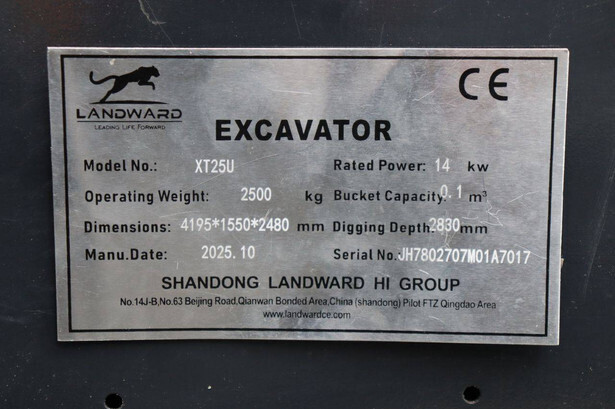 LANDWARD
LEADING LIFE FORWARD
CE
EXCAVATOR
Model No.: XT25U Rated Power: 14 kw
Operating Weight: 2500 kg Bucket Capacity: 0.1 m³
Dimensions: 4195*1550*2480 mm Digging Depth: 2830mm
Manu.Date: 2025.10 Serial No. JH7802707M01A7017
SHANDONG LANDWARD HI GROUP
No.14J-B,No.63 Beijing Road,Qianwan Bonded Area,China (shandong) Pilot FTZ Qingdao Area
www.landwardce.com